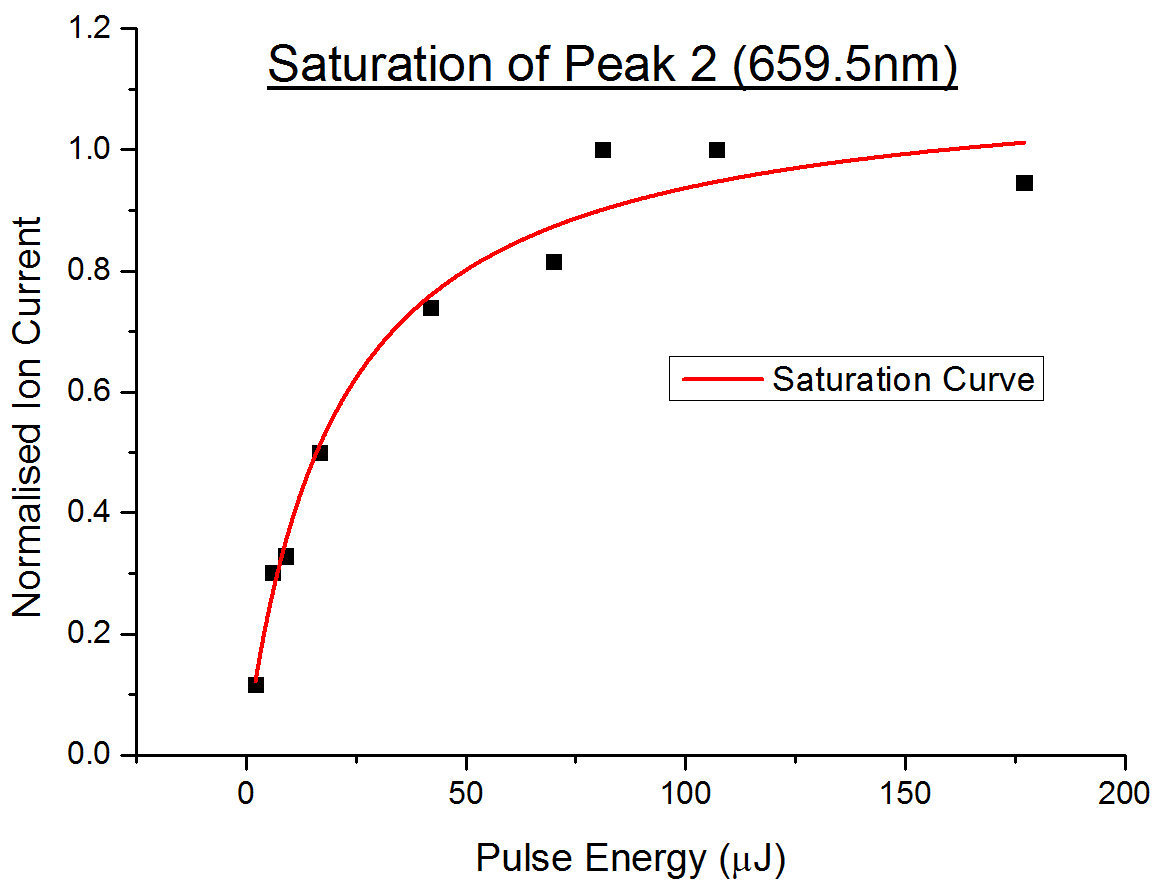 Saturation of Peak 2 (659.5nm)
1.2
1.0
0.8
0.6
0.4
0.2
0.0
Normalised Ion Current
Saturation Curve
0 50 100 150 200
Pulse Energy (μJ)